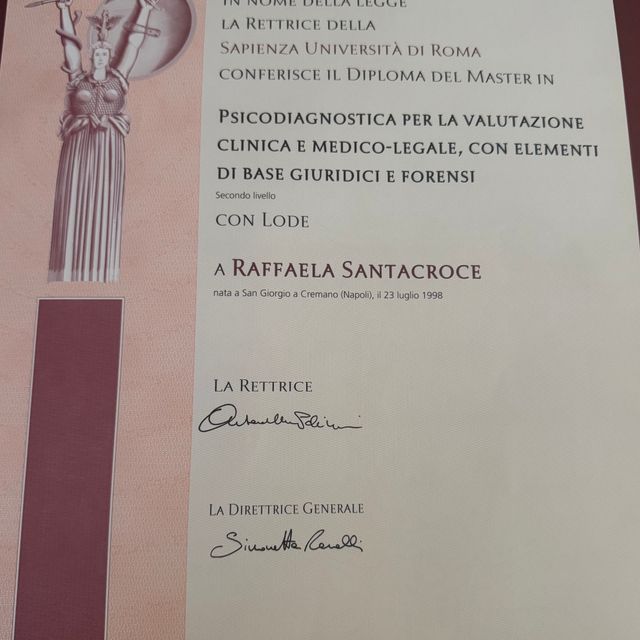 IN NOME DELLA LEGGE
LA RETTRICE DELLA
SAPIENZA UNIVERSITÀ DI ROMA
CONFERISCE IL DIPLOMA DEL MASTER IN
PSICODIAGNOSTICA PER LA VALUTAZIONE
CLINICA E MEDICO-LEGALE, CON ELEMENTI
DI BASE GIURIDICI E FORENSI
Secondo livello
CON LODE
A RAFFAELA SANTACROCE
nata a San Giorgio a Cremano (Napoli), il 23 luglio 1998
LA RETTRICE
LA DIRETTRICE GENERALE
Simonetta Ranalli